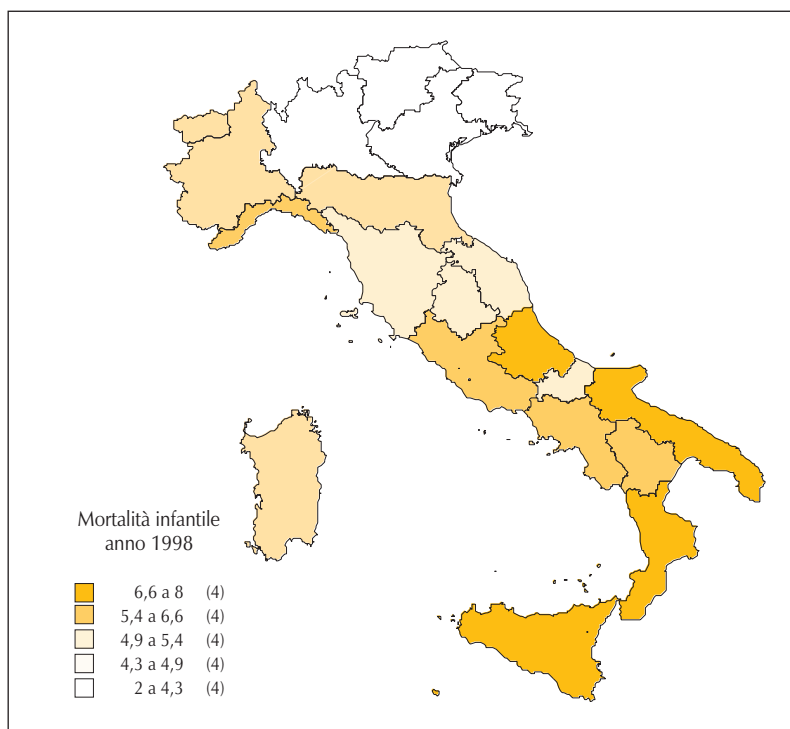 Mortalità infantile
anno 1998
6,6 a 8 (4)
5,4 a 6,6 (4)
4,9 a 5,4 (4)
4,3 a 4,9 (4)
2 a 4,3 (4)